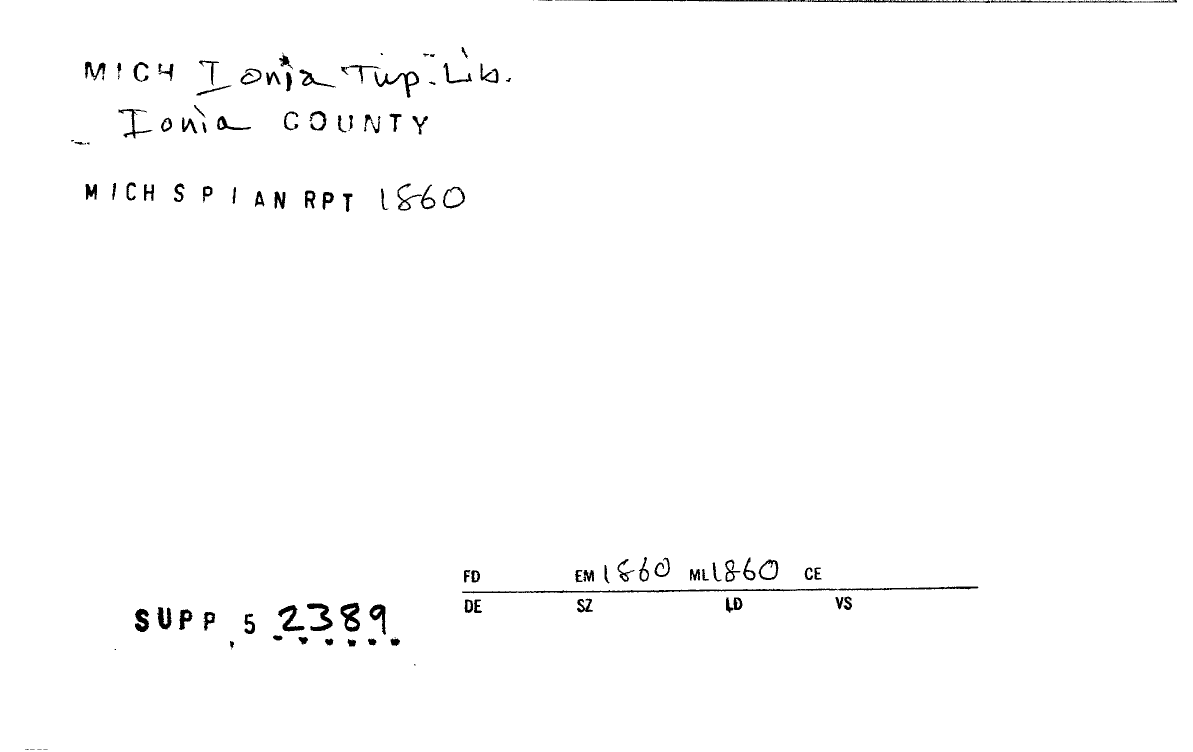 MICH Ionia Twp. Lib.
Ionia COUNTY
MICH S P I AN RPT 1860
FD EM 1860 ML 1860 CE
DE SZ LD VS
SUPP 5 2389